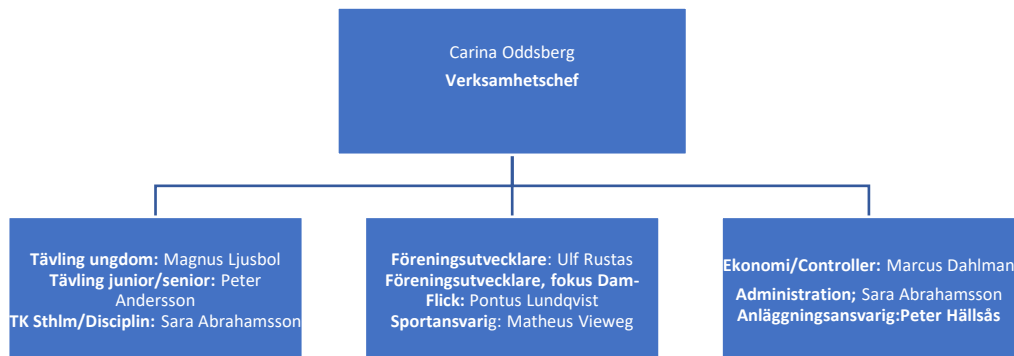 Carina Oddsberg
Verksamhetschef
Tävling ungdom: Magnus Ljusbol
Tävling junior/senior: Peter
Andersson
TK Sthlm/Disciplin: Sara Abrahamsson
Föreningsutvecklare: Ulf Rustas
Föreningsutvecklare, fokus Dam-
Flick: Pontus Lundqvist
Sportansvarig: Matheus Vieweg
Ekonomi/Controller: Marcus Dahlman
Administration; Sara Abrahamsson
Anläggningsansvarig:Peter Hällsås